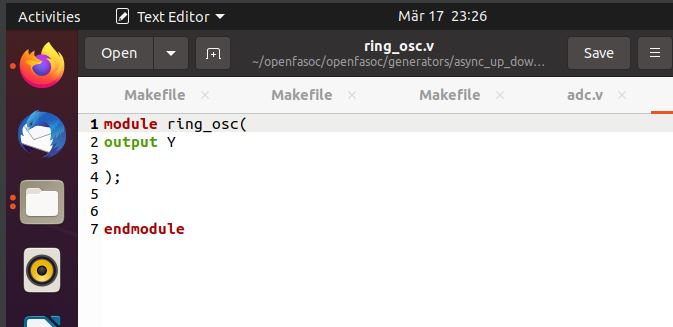 Activities
Text Editor
Mär 17 23:26
Open
ring_osc.v
~/openfasoc/openfasoc/generators/async_up_dow...
Save
Makefile
Makefile
Makefile
adc.v
1 module ring_osc(
2 output Y
3
4 );
5
6
7 endmodule